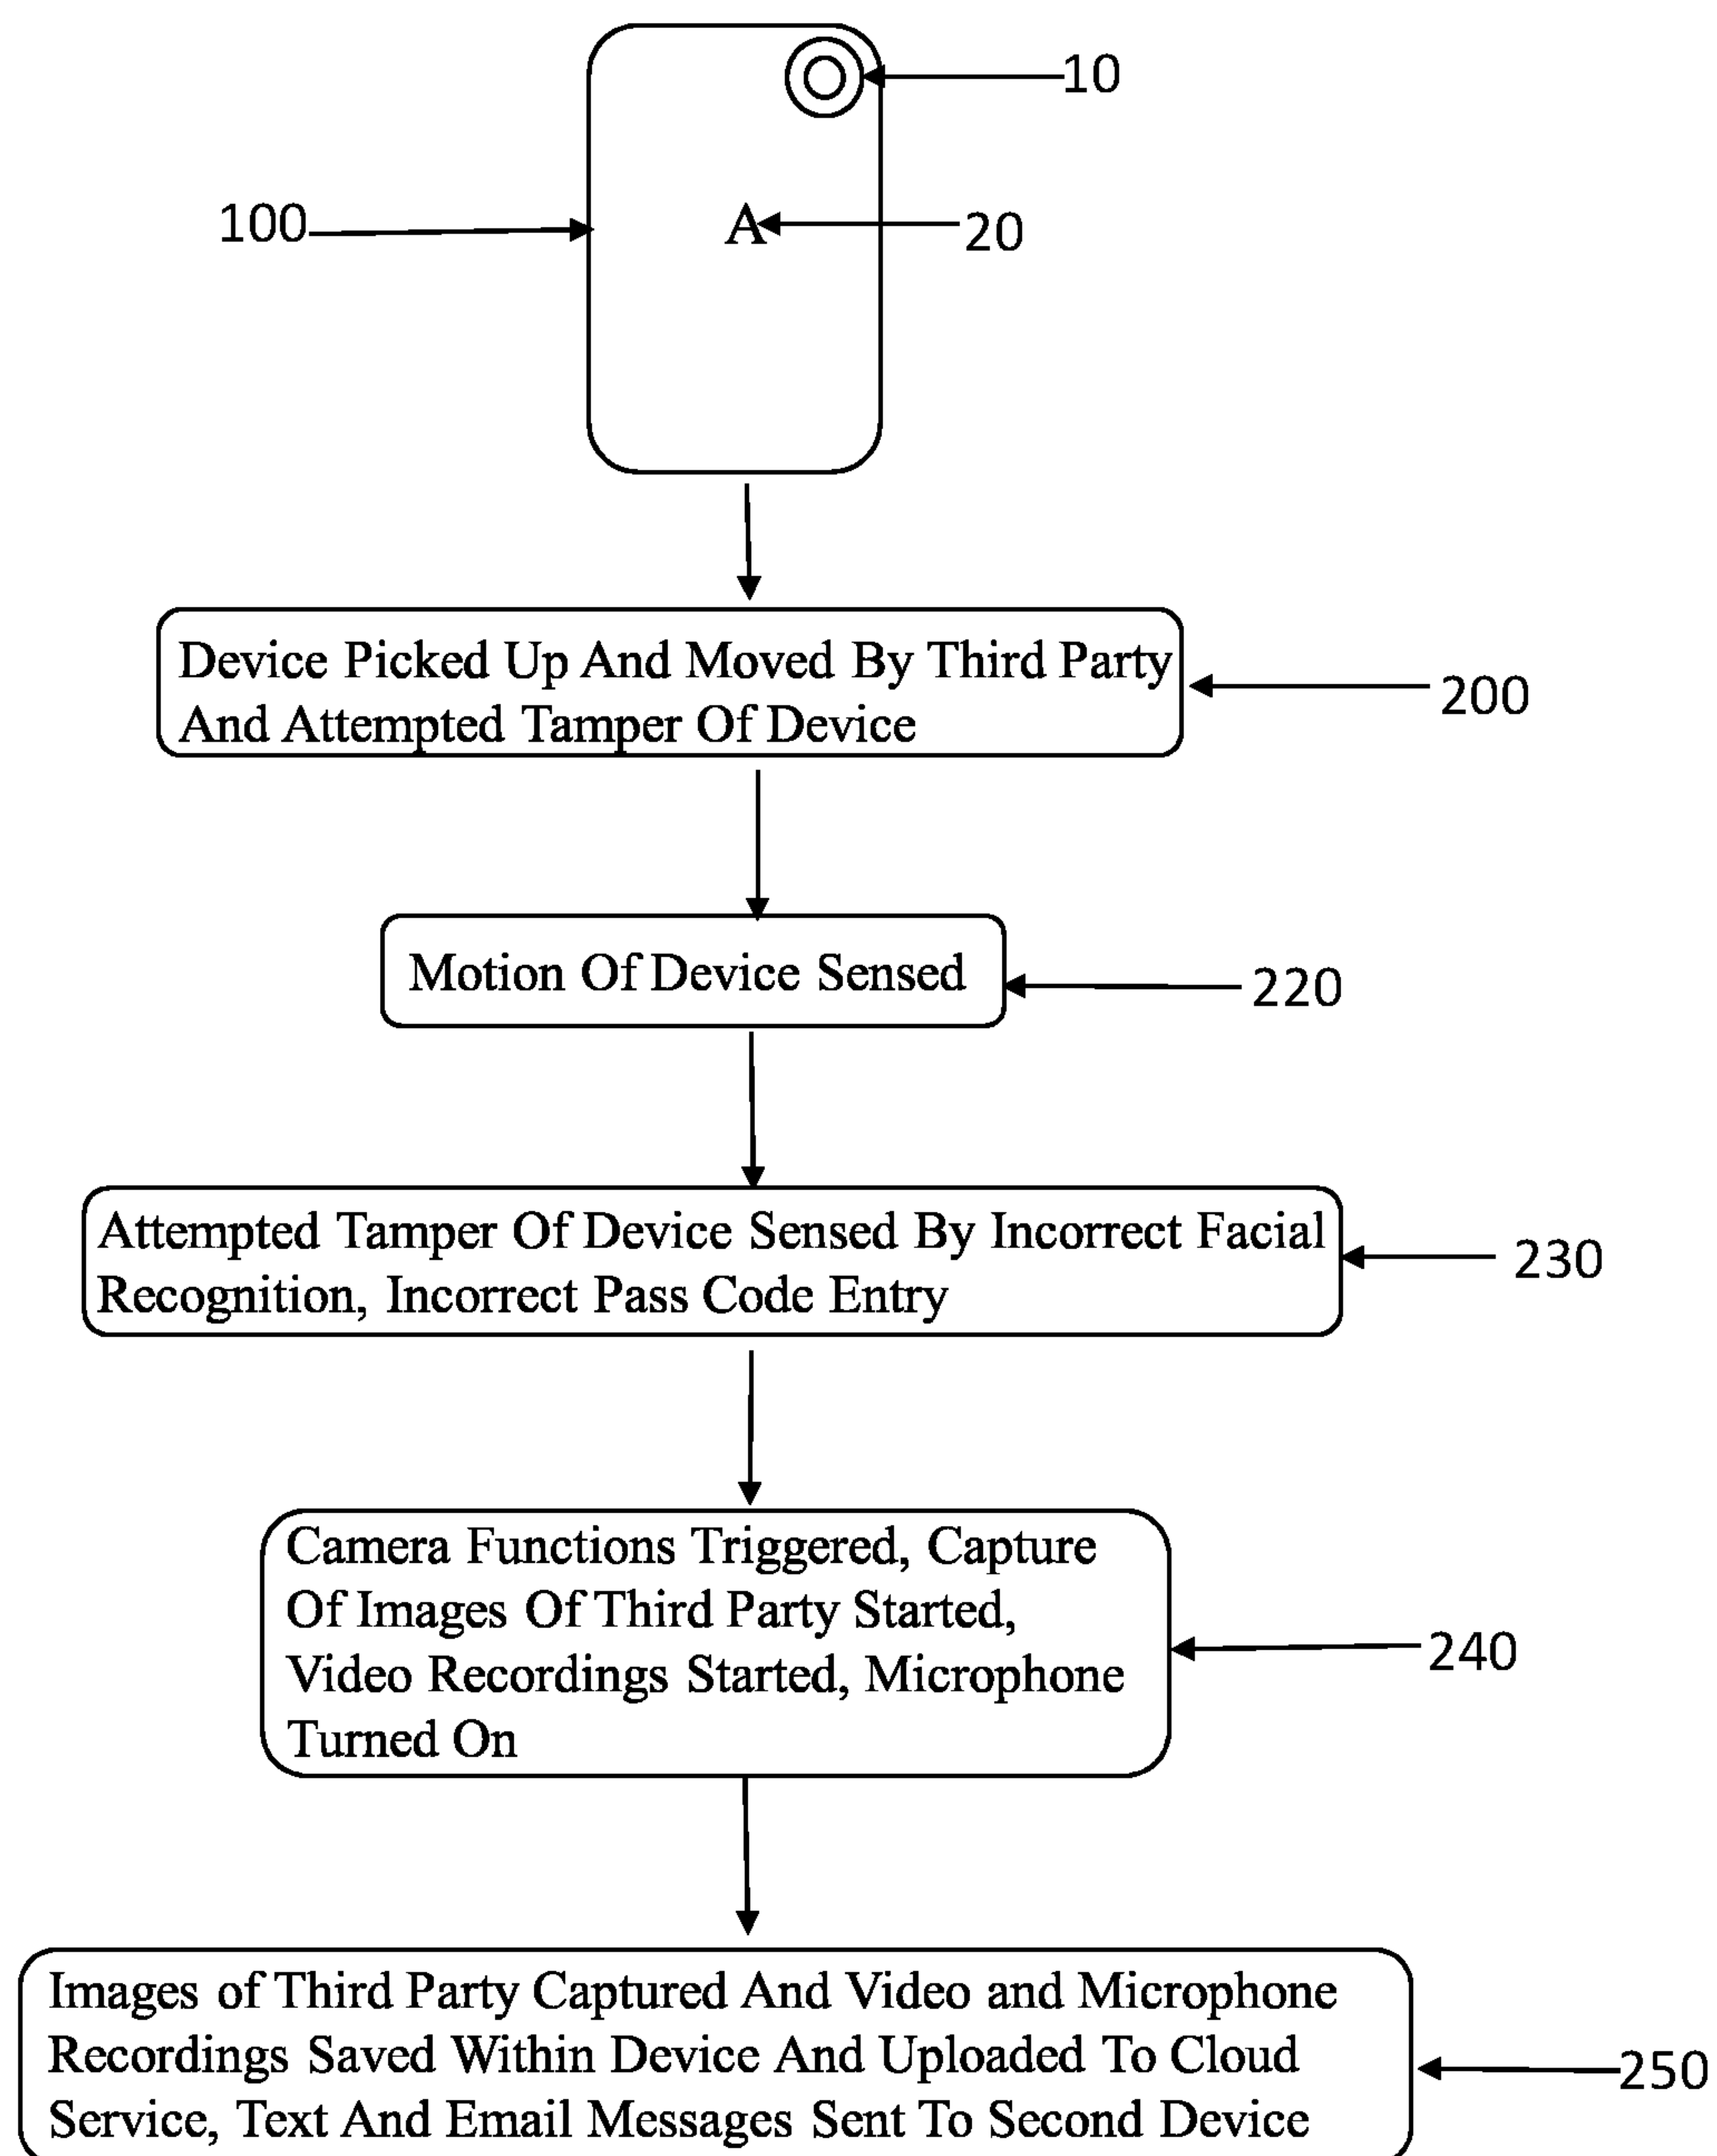 10
100
A
20
Device Picked Up And Moved By Third Party
And Attempted Tamper Of Device
200
Motion Of Device Sensed
220
Attempted Tamper Of Device Sensed By Incorrect Facial
Recognition, Incorrect Pass Code Entry
230
Camera Functions Triggered, Capture
Of Images Of Third Party Started,
Video Recordings Started, Microphone
Turned On
240
Images of Third Party Captured And Video and Microphone
Recordings Saved Within Device And Uploaded To Cloud
Service, Text And Email Messages Sent To Second Device
250